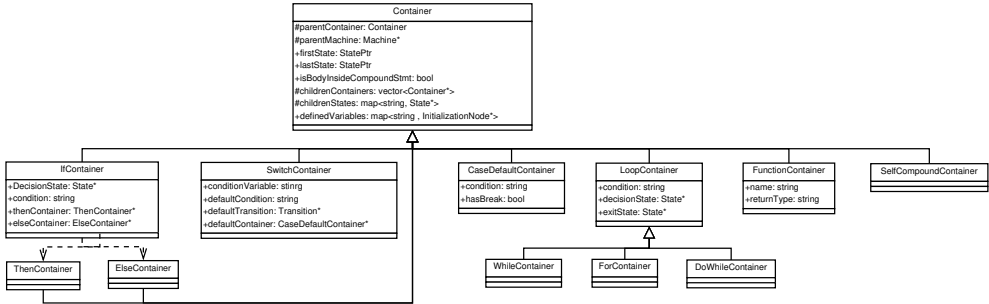 Container
#parentContainer: Container
#parentMachine: Machine*
+firstState: StatePtr
+lastState: StatePtr
+isBodyInsideCompoundStmt: bool
#childrenContainers: vector<Container*>
#childrenStates: map<string, State*>
+definedVariables: map<string , InitializationNode*>
IfContainer
+DecisionState: State*
+condition: string
+thenContainer: ThenContainer*
+elseContainer: ElseContainer*
SwitchContainer
+conditionVariable: stinrg
+defaultCondition: string
+defaultTransition: Transition*
+defaultContainer: CaseDefaultContainer*
CaseDefaultContainer
+condition: string
+hasBreak: bool
LoopContainer
+condition: string
+decisionState: State*
+exitState: State*
FunctionContainer
+name: string
+returnType: string
SelfCompoundContainer
ThenContainer
ElseContainer
WhileContainer
ForContainer
DoWhileContainer